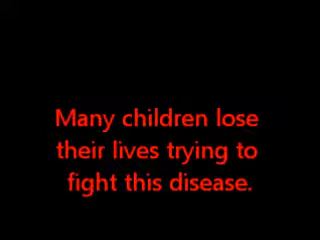 Many children lose
their lives trying to
fight this disease.